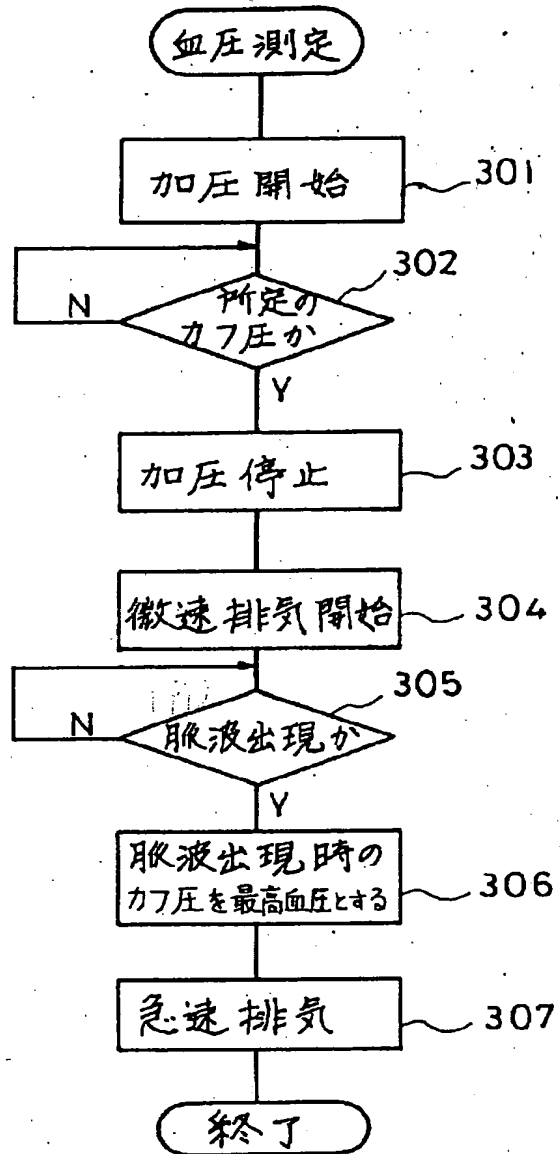 血圧測定
加圧開始
301
302
所定の
カフ圧か
N
Y
加圧停止
303
微速排気開始
304
305
脈波出現か
N
Y
脈波出現時の
カフ圧を最高血圧とする
306
急速排気
307
終了